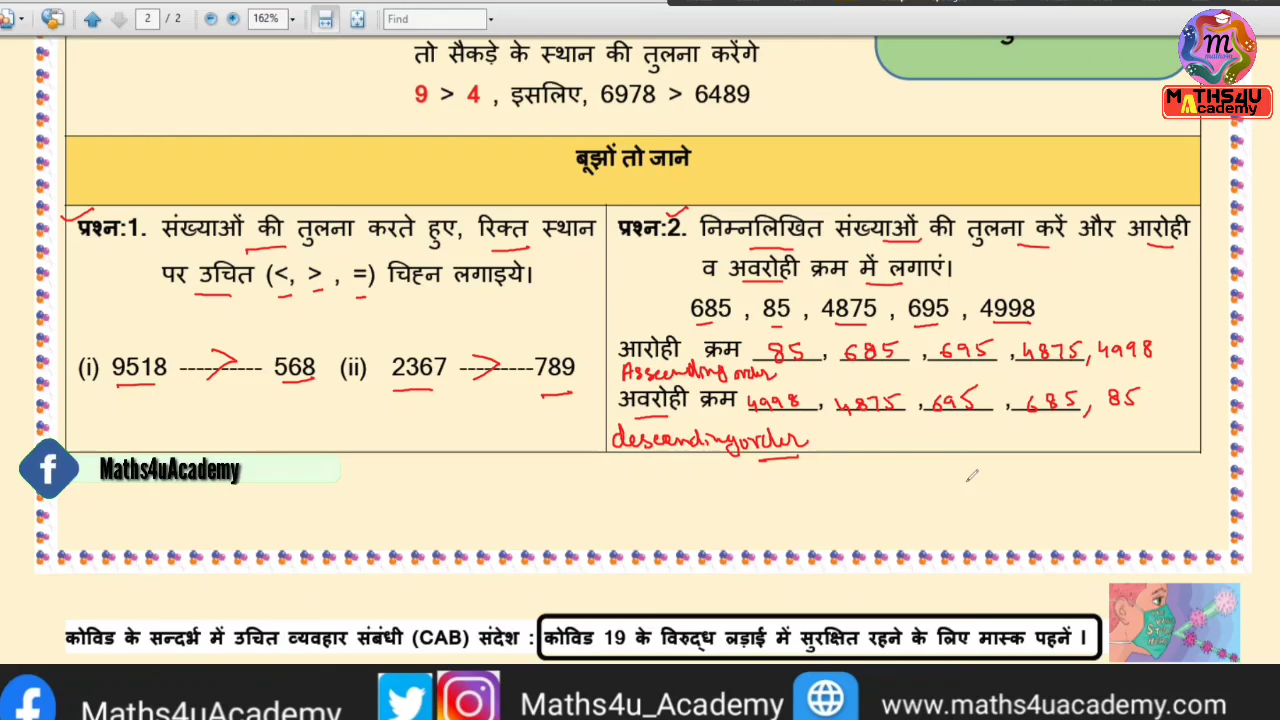 2 / 2 162% Find
m
maths4u
MATHS4U
Academy
तो सैकड़े के स्थान की तुलना करेंगे
9 > 4 , इसलिए, 6978 > 6489
बूझों तो जाने
प्रश्न:1. संख्याओं की तुलना करते हुए, रिक्त स्थान
पर उचित (<, > , =) चिह्न लगाइये।
(i) 9518 ----------- > 568 (ii) 2367 ----------- > 789
प्रश्न:2. निम्नलिखित संख्याओं की तुलना करें और आरोही
व अवरोही क्रम में लगाएं।
685 , 85 , 4875 , 695 , 4998
आरोही क्रम 85, 685, 695, 4875, 4998
Asscending order
अवरोही क्रम 4998, 4875, 695, 685, 85
descending order
f Maths4uAcademy
कोविड के सन्दर्भ में उचित व्यवहार संबंधी (CAB) संदेश : कोविड 19 के विरुद्ध लड़ाई में सुरक्षित रहने के लिए मास्क पहनें ।
Maths4uAcademy Maths4u_Academy www.maths4uacademy.com